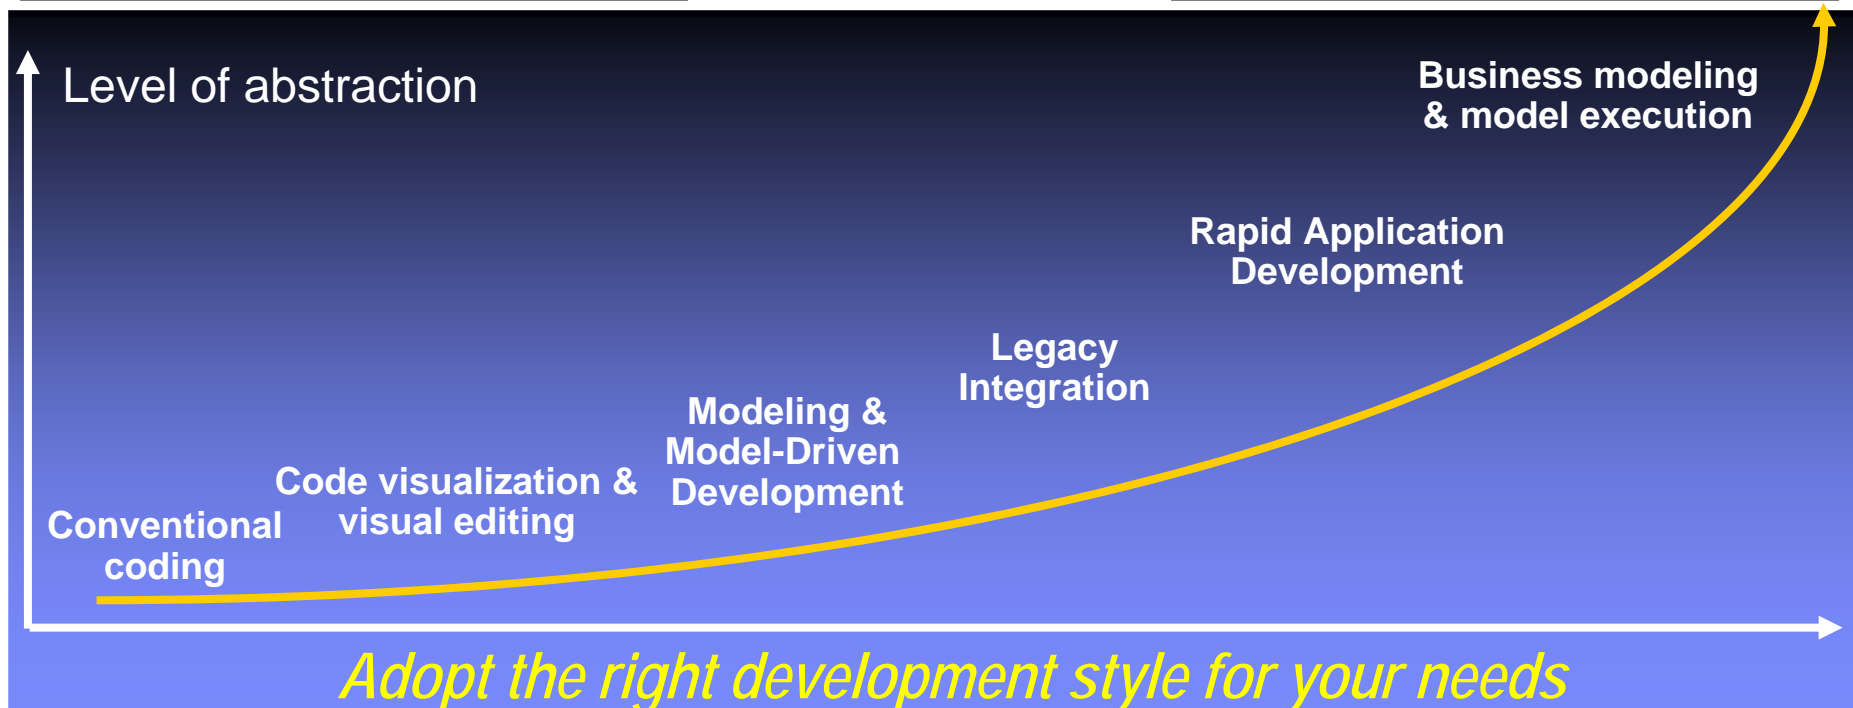 Level of abstraction
Business modeling
& model execution
Rapid Application
Development
Legacy
Integration
Modeling &
Model-Driven
Development
Code visualization &
visual editing
Conventional
coding
Adopt the right development style for your needs